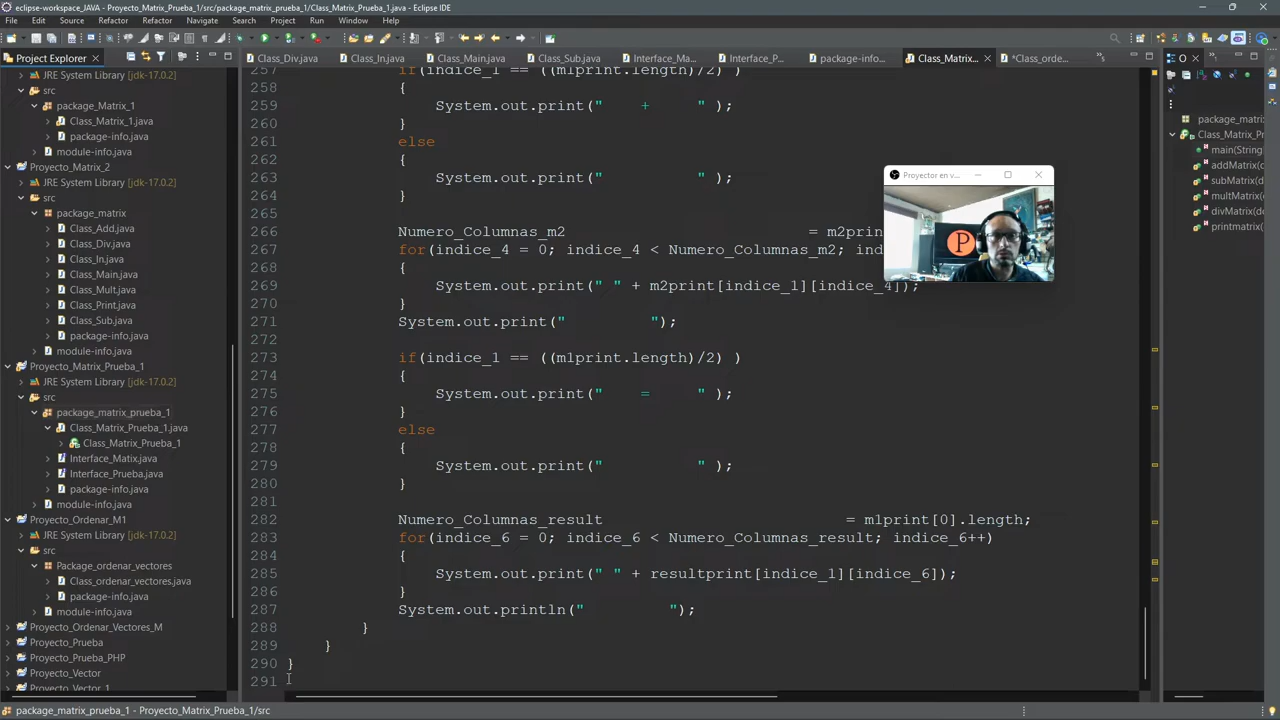 eclipse-workspace_JAVA - Proyecto_Matrix_Prueba_1/src/package_matrix_prueba_1/Class_Matrix_Prueba_1.java - Eclipse IDE
File Edit Source Refactor Refactor Navigate Search Project Run Window Help
Project Explorer
Class_Div.java Class_In.java Class_Main.java Class_Sub.java Interface_Ma... Interface_P... package-info... Class_Matrix... *Class_orde...
JRE System Library [jdk-17.0.2]
src
package_Matrix_1
Class_Matrix_1.java
package-info.java
module-info.java
Proyecto_Matrix_2
JRE System Library [jdk-17.0.2]
src
package_matrix
Class_Add.java
Class_Div.java
Class_In.java
Class_Main.java
Class_Mult.java
Class_Print.java
Class_Sub.java
package-info.java
module-info.java
Proyecto_Matrix_Prueba_1
JRE System Library [jdk-17.0.2]
src
package_matrix_prueba_1
Class_Matrix_Prueba_1.java
Class_Matrix_Prueba_1
Interface_Matix.java
Interface_Prueba.java
package-info.java
module-info.java
Proyecto_Ordenar_M1
JRE System Library [jdk-17.0.2]
src
Package_ordenar_vectores
Class_ordenar_vectores.java
package-info.java
module-info.java
Proyecto_Ordenar_Vectores_M
Proyecto_Prueba
Proyecto_Prueba_PHP
Proyecto_Vector
Proyecto_Vector_1
257 if(indice_1 == ((m1print.length)/2) )
258 {
259 System.out.print("    +     " );
260 }
261 else
262 {
263 System.out.print("          " );
264 }
265
266 Numero_Columnas_m2 = m2prin
267 for(indice_4 = 0; indice_4 < Numero_Columnas_m2; indic
268 {
269 System.out.print(" " + m2print[indice_1][indice_4]);
270 }
271 System.out.print("         ");
272
273 if(indice_1 == ((m1print.length)/2) )
274 {
275 System.out.print("    =     " );
276 }
277 else
278 {
279 System.out.print("          " );
280 }
281
282 Numero_Columnas_result = m1print[0].length;
283 for(indice_6 = 0; indice_6 < Numero_Columnas_result; indice_6++)
284 {
285 System.out.print(" " + resultprint[indice_1][indice_6]);
286 }
287 System.out.println("         ");
288 }
289 }
290 }
291
Proyector en v...
P
O
package_matrix
Class_Matrix_P
main(String
addMatrix(d
subMatrix(d
multMatrix(
divMatrix(d
printmatrix(
package_matrix_prueba_1 - Proyecto_Matrix_Prueba_1/src